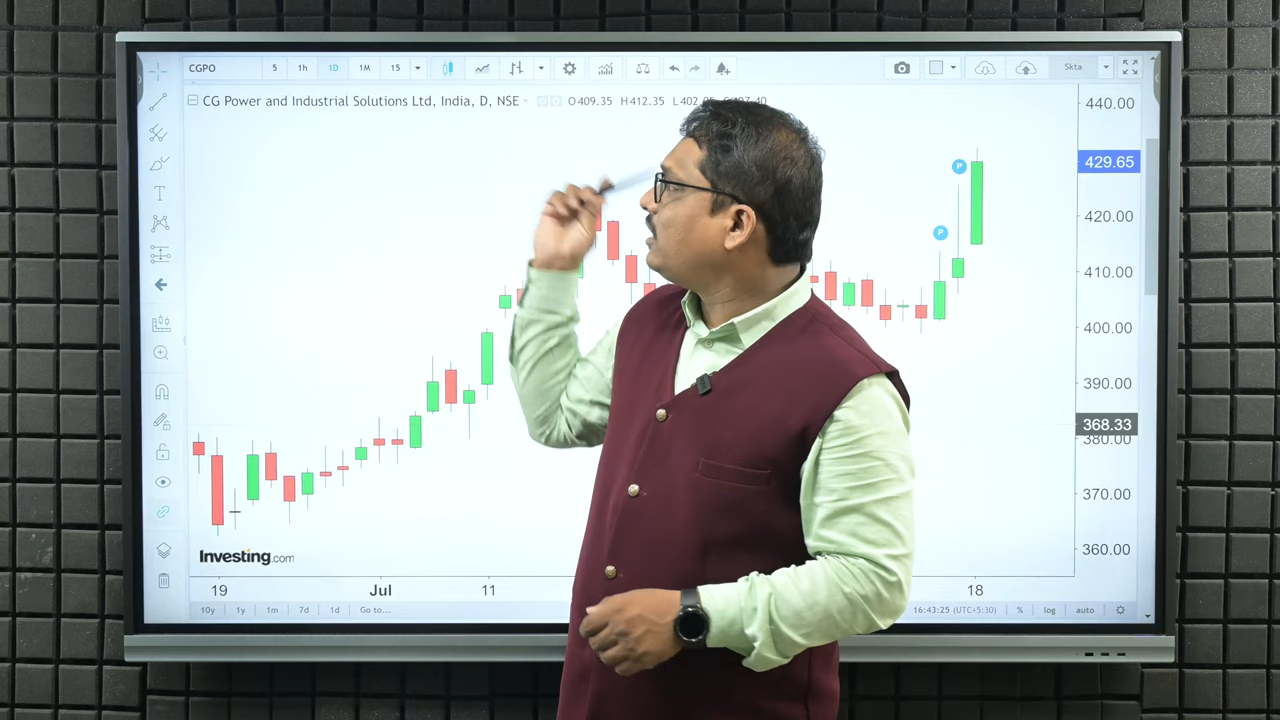 CGPO 5 1h 1D 1M 15 5kta
CG Power and Industrial Solutions Ltd, India, D, NSE O409.35 H412.35
440.00
P
429.65
420.00
P
410.00
400.00
390.00
368.33
380.00
370.00
360.00
Investing.com
19 Jul 11 18
10y 1y 1m 7d 1d Go to... 16:43:25 (UTC+5:30) % log auto